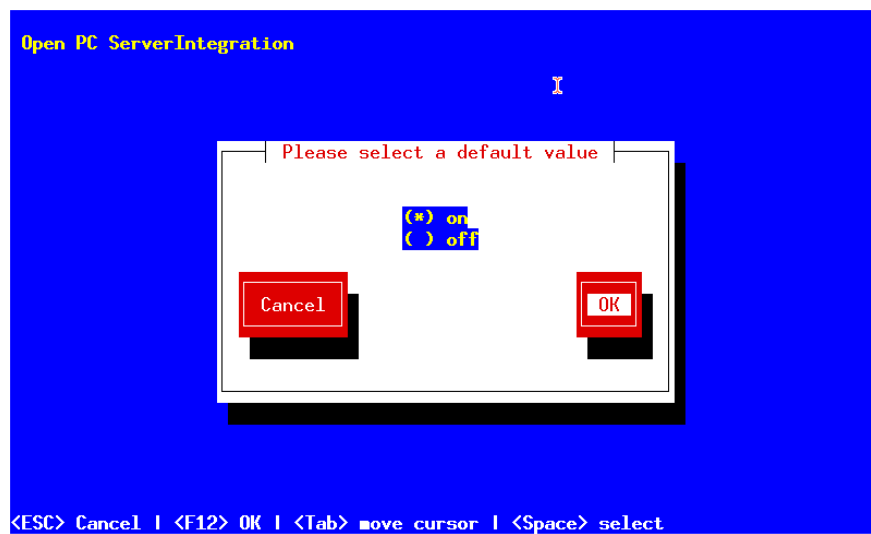 Open PC ServerIntegration
Please select a default value
(*) on
( ) off
Cancel
OK
<ESC> Cancel | <F12> OK | <Tab> move cursor | <Space> select